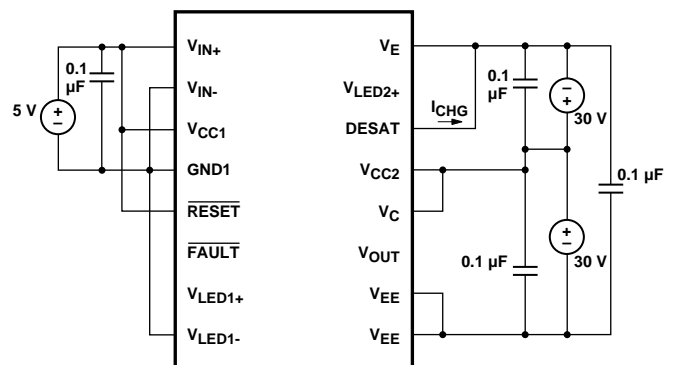 VIN+
VIN-
VCC1
GND1
RESET
FAULT
VLED1+
VLED1-
VE
VLED2+
DESAT
VCC2
VC
VOUT
VEE
VEE
5 V
+
−
0.1
µF
ICHG
0.1
µF
−
+
30 V
0.1 µF
+
−
30 V
0.1 µF